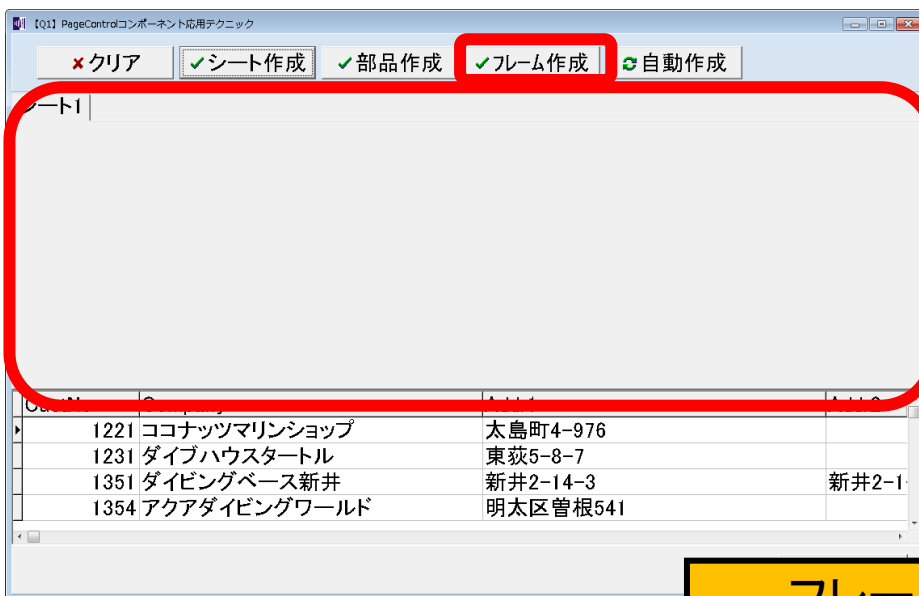 【Q1】PageControlコンポーネント応用テクニック
クリア シート作成 部品作成 フレーム作成 自動作成
シート1
1221 ココナッツマリンショップ 太島町4-976
1231 ダイブハウスタートル 東荻5-8-7
1351 ダイビングベース新井 新井2-14-3 新井2-1
1354 アクアダイビングワールド 明太区曽根541
フレー